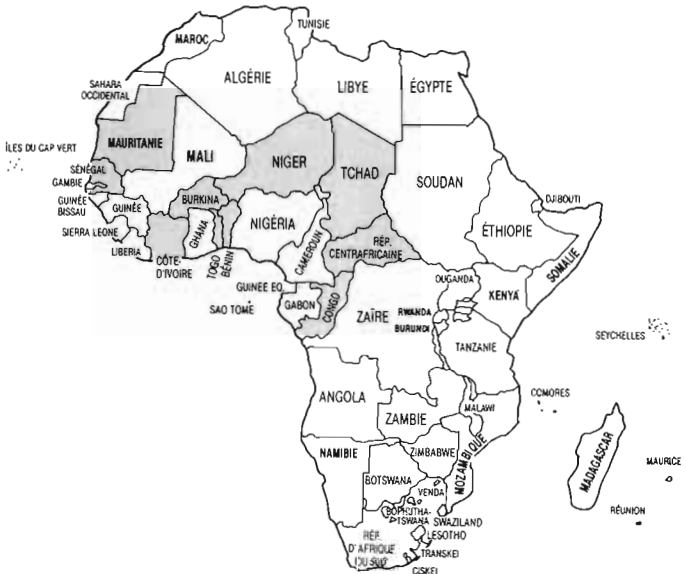 TUNISIE
MAROC
ALGÉRIE
LIBYE
ÉGYPTE
SAHARA
OCCIDENTAL
MAURITANIE
ÎLES DU CAP VERT
MALI
NIGER
TCHAD
SOUDAN
SÉNÉGAL
GAMBIE
GUINÉE
BISSAU
GUINÉE
BURKINA
DJIBOUTI
SIERRA LEONE
LIBERIA
CÔTE-
D'IVOIRE
GHANA
TOGO
BÉNIN
NIGÉRIA
CAMEROUN
RÉP.
CENTRAFRICAINE
ÉTHIOPIE
SOMALIE
GUINÉE EQ.
SAO TOMÉ
GABON
CONGO
ZAÏRE
OUGANDA
KENYA
RWANDA
BURUNDI
TANZANIE
SEYCHELLES
ANGOLA
ZAMBIE
MALAWI
COMORES
NAMIBIE
ZIMBABWE
MOZAMBIQUE
MADAGASCAR
MAURICE
BOTSWANA
VENDA
RÉUNION
BOPHUTHA-
TSWANA
SWAZILAND
LESOTHO
RÉP.
D'AFRIQUE
DU SUD
TRANSKEI
CISKEI